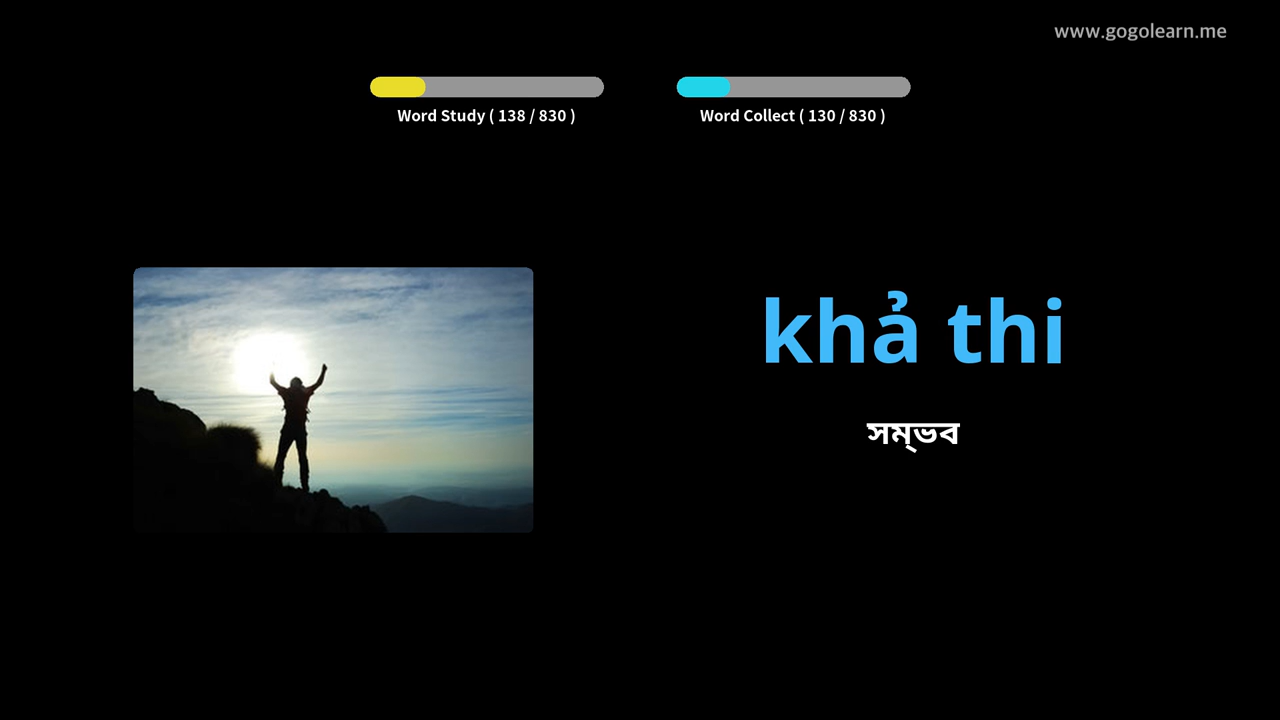 www.gogolearn.me
Word Study ( 138 / 830 )
Word Collect ( 130 / 830 )
khả thi
সম্‌ভব